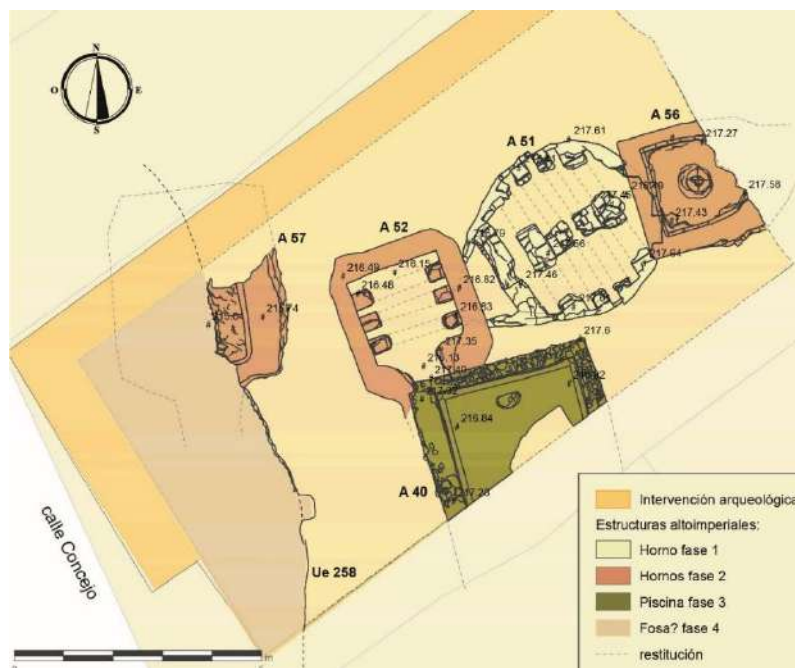 N
O
E
S
A 56
217.61
217.27
A 51
217.58
217.43
A 57
A 52
217.64
216.15
216.49
216.82
216.48
217.46
216.63
217.6
217.35
216.84
A 40
217.28
calle Concejo
Ue 258
Intervención arqueológica
Estructuras altoimperiales:
Horno fase 1
Hornos fase 2
Piscina fase 3
Fosa? fase 4
restitución